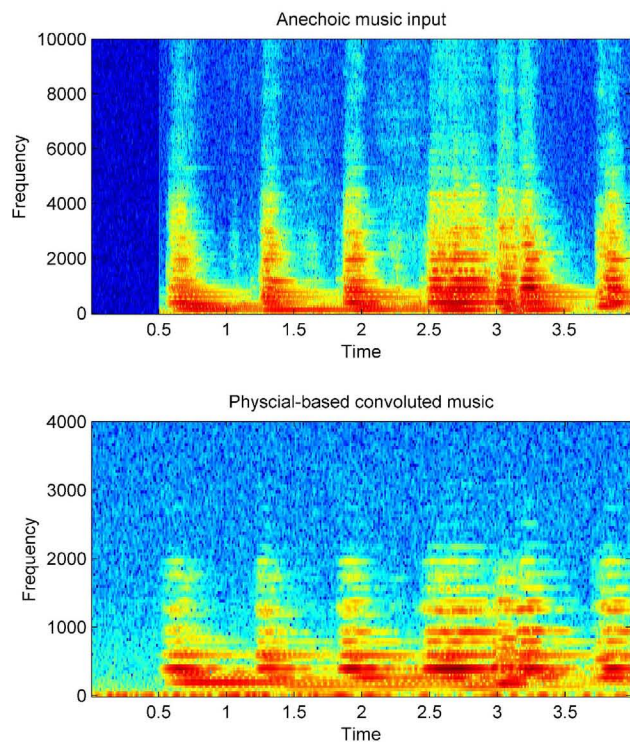 Anechoic music input
10000
8000
6000
4000
2000
0
Frequency
0.5 1 1.5 2 2.5 3 3.5
Time
Physcial-based convoluted music
4000
3000
2000
1000
0
Frequency
0.5 1 1.5 2 2.5 3 3.5
Time